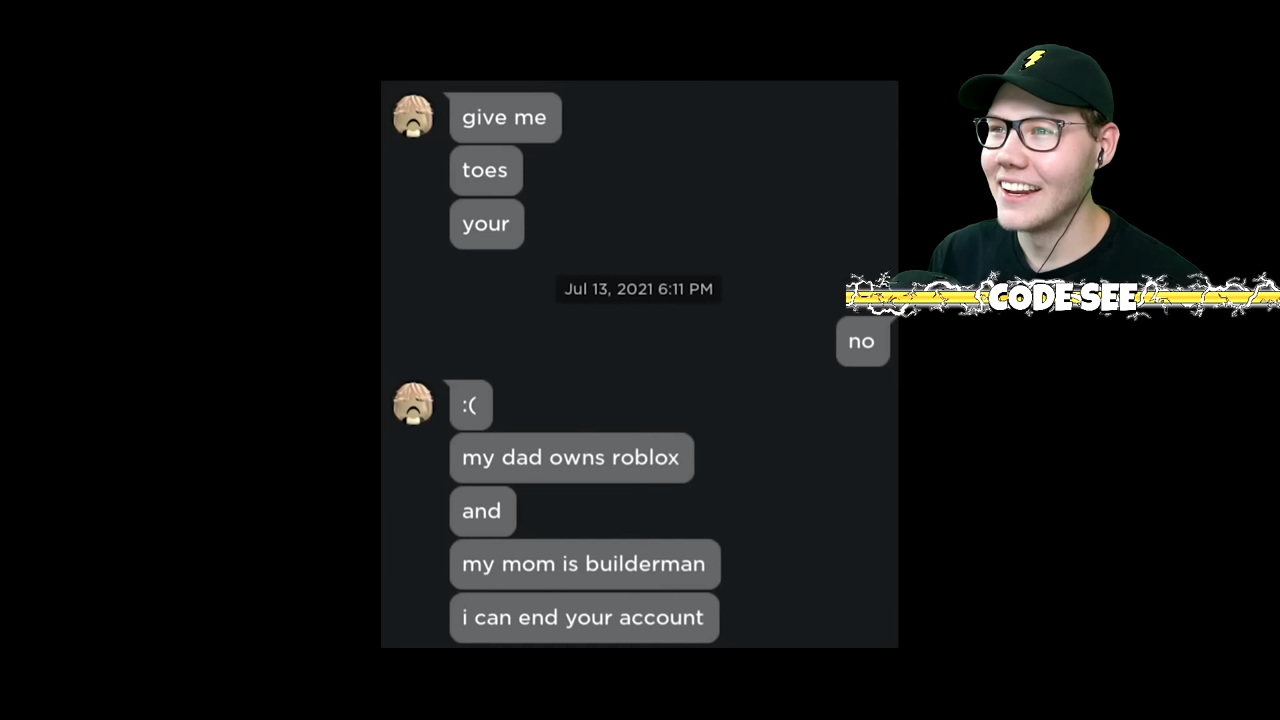 give me
toes
your
Jul 13, 2021 6:11 PM
CODE SEE
no
:(
my dad owns roblox
and
my mom is builderman
i can end your account